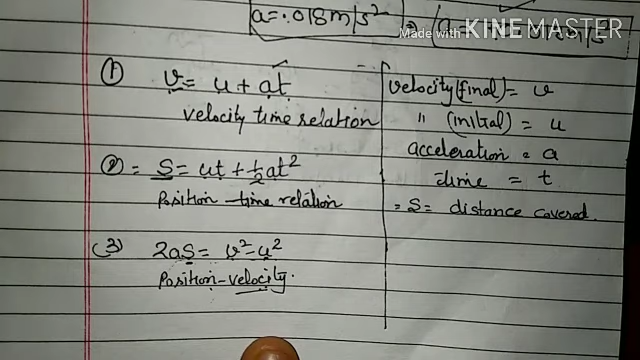 a=.018m/s²
Made with KINEMASTER
① v = u + at
velocity time relation
② = S = ut + ½at²
Position - time relation
(3) 2as = v² - u²
Position-velocity.
velocity (final) = v
" (initial) = u
acceleration = a
time = t
= S = distance covered.